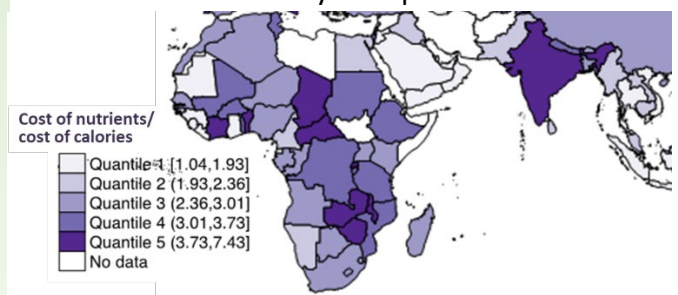 Cost of nutrients/
cost of calories
Quantile 1 [1.04,1.93]
Quantile 2 (1.93,2.36]
Quantile 3 (2.36,3.01]
Quantile 4 (3.01,3.73]
Quantile 5 (3.73,7.43]
No data